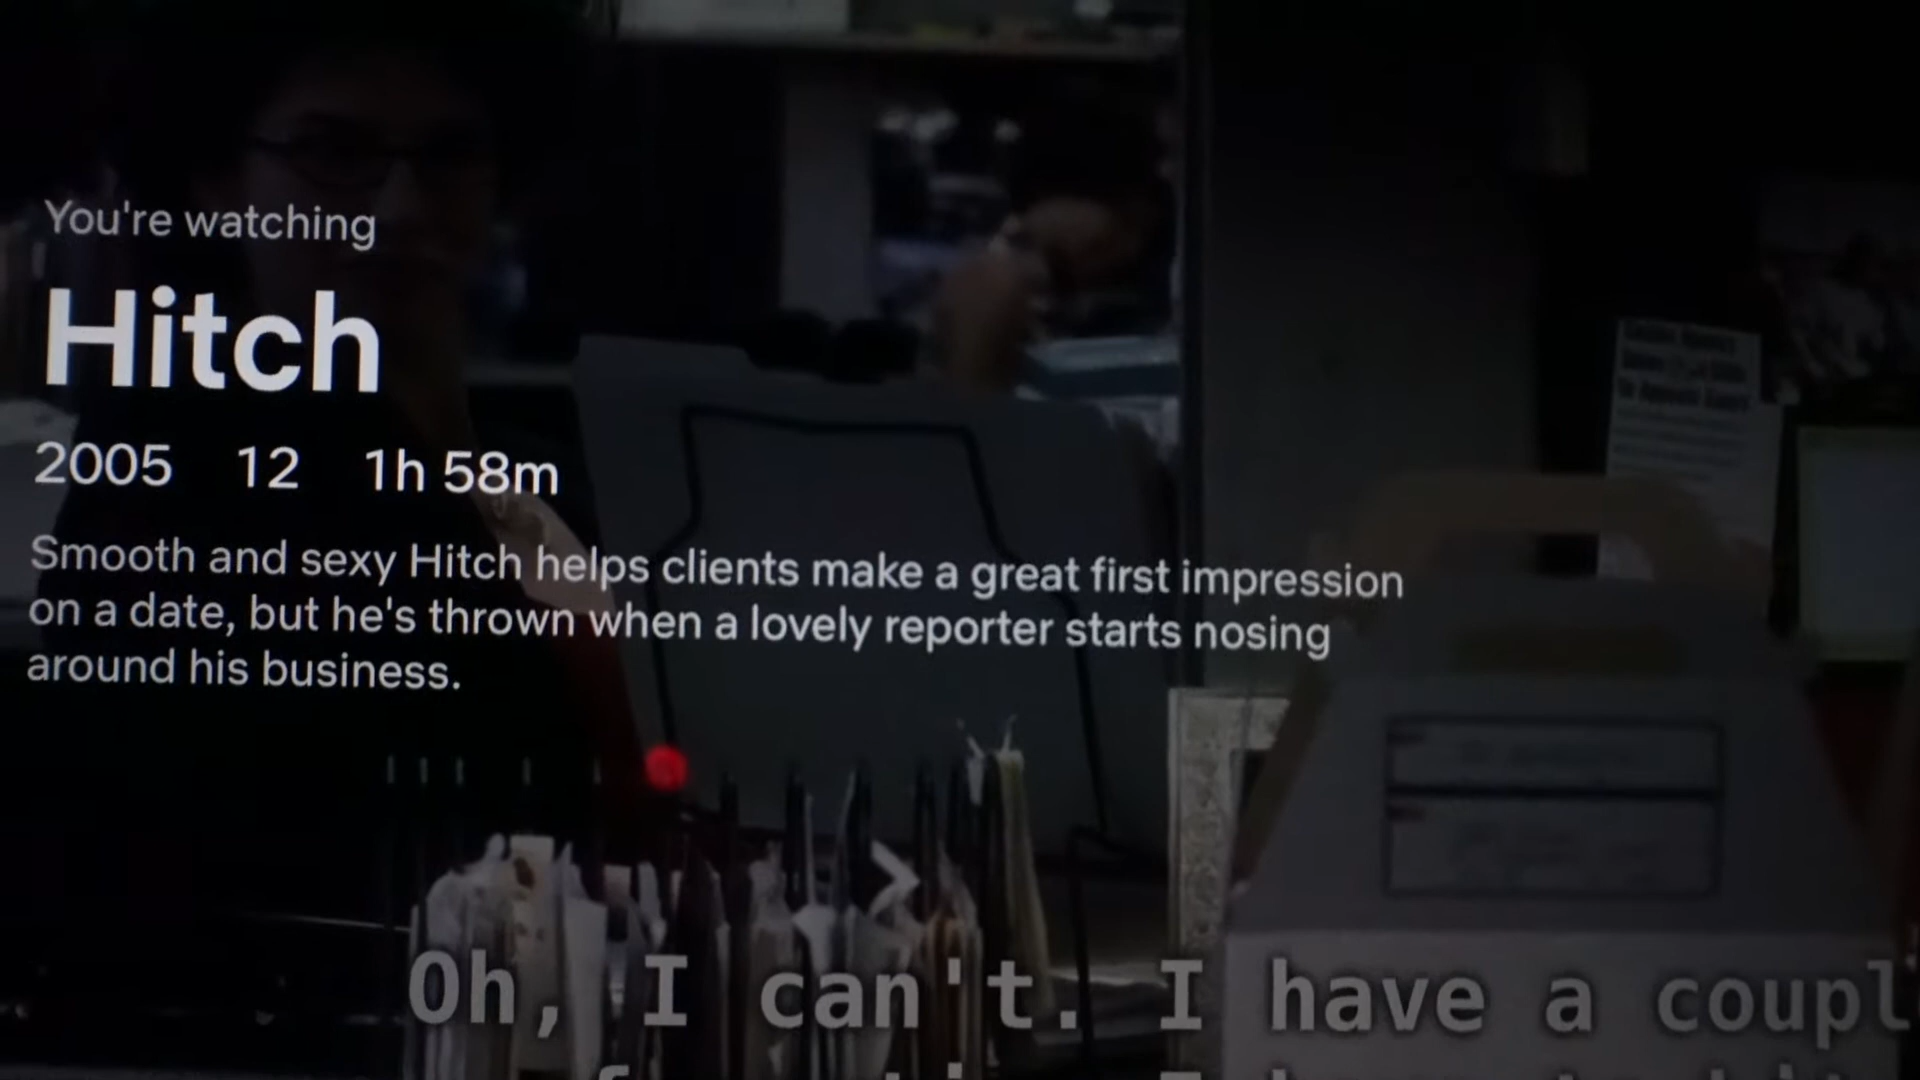 You're watching
Hitch
2005 12 1h 58m
Smooth and sexy Hitch helps clients make a great first impression
on a date, but he's thrown when a lovely reporter starts nosing
around his business.
Oh, I can't. I have a